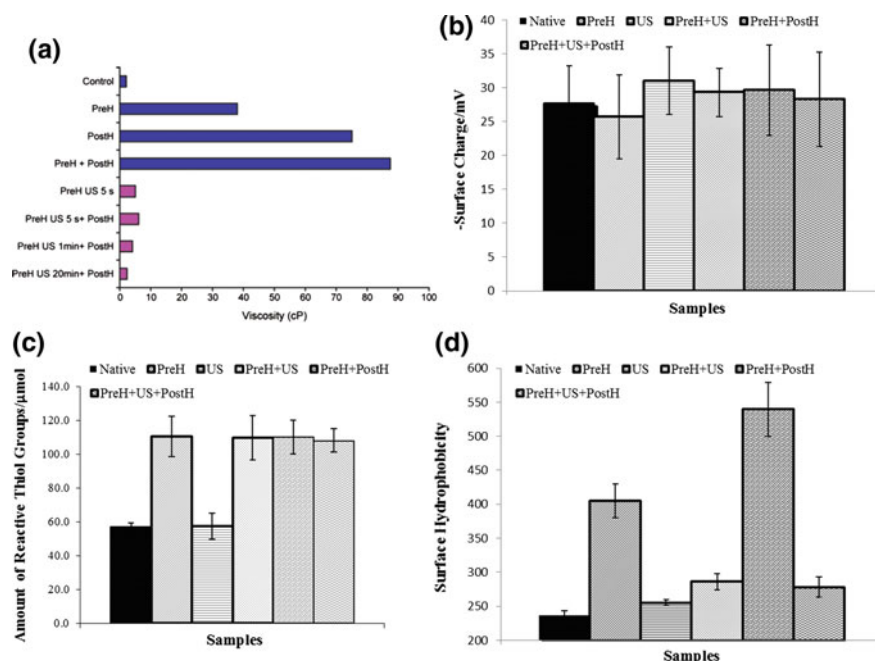 (a)
Control
PreH
PostH
PreH + PostH
PreH US 5 s
PreH US 5 s+ PostH
PreH US 1min+ PostH
PreH US 20min+ PostH
0 10 20 30 40 50 60 70 80 90 100
Viscosity (cP)
(b)
Native PreH US PreH+US PreH+PostH
PreH+US+PostH
-Surface Charge/mV
40
35
30
25
20
15
10
5
0
Samples
(c)
Native PreH US PreH+US PreH+PostH
PreH+US+PostH
Amount of Reactive Thiol Groups/µmol
140.0
120.0
100.0
80.0
60.0
40.0
20.0
0.0
Samples
(d)
Native PreH US PreH+US PreH+PostH
PreH+US+PostH
Surface Hydrophobicity
600
550
500
450
400
350
300
250
200
Samples